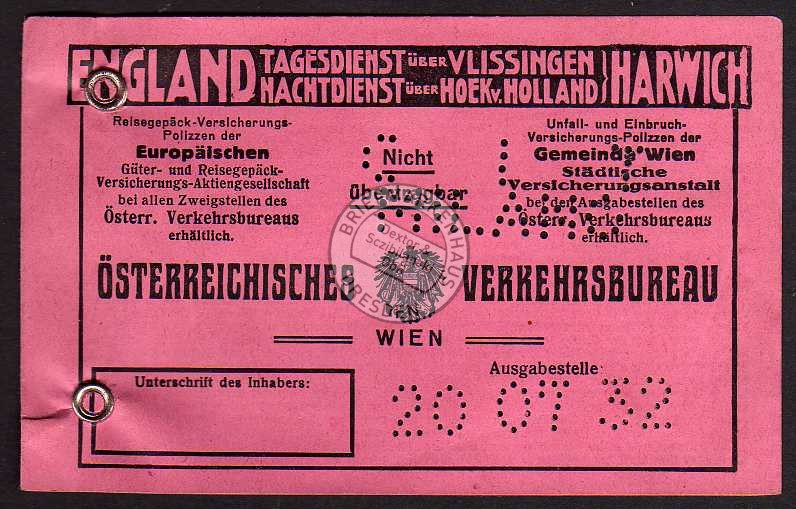 ENGLAND TAGESDIENST ÜBER VLISSINGEN HARWICH
NACHTDIENST ÜBER HOEK v. HOLLAND
Reisegepäck-Versicherungs-
Polizzen der
Europäischen
Güter- und Reisegepäck-
Versicherungs-Aktiengesellschaft
bei allen Zweigstellen des
Österr. Verkehrsbureaus
erhältlich.
Nicht
übertragbar
Unfall- und Einbruch-
Versicherungs-Polizzen der
Gemeinde Wien
Städtische
Versicherungsanstalt
bei den Ausgabestellen des
Österr. Verkehrsbureaus
erhältlich.
ÖSTERREICHISCHES VERKEHRSBUREAU
WIEN
Unterschrift des Inhabers:
Ausgabestelle
20 07 32